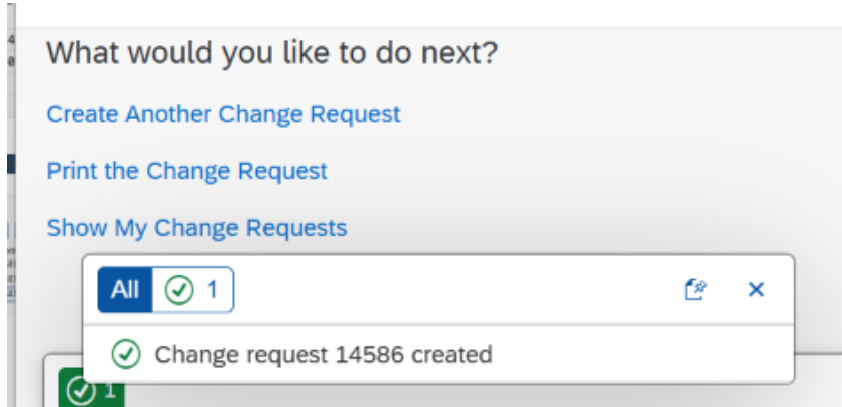 What would you like to do next?
Create Another Change Request
Print the Change Request
Show My Change Requests
All 1
Change request 14586 created
1